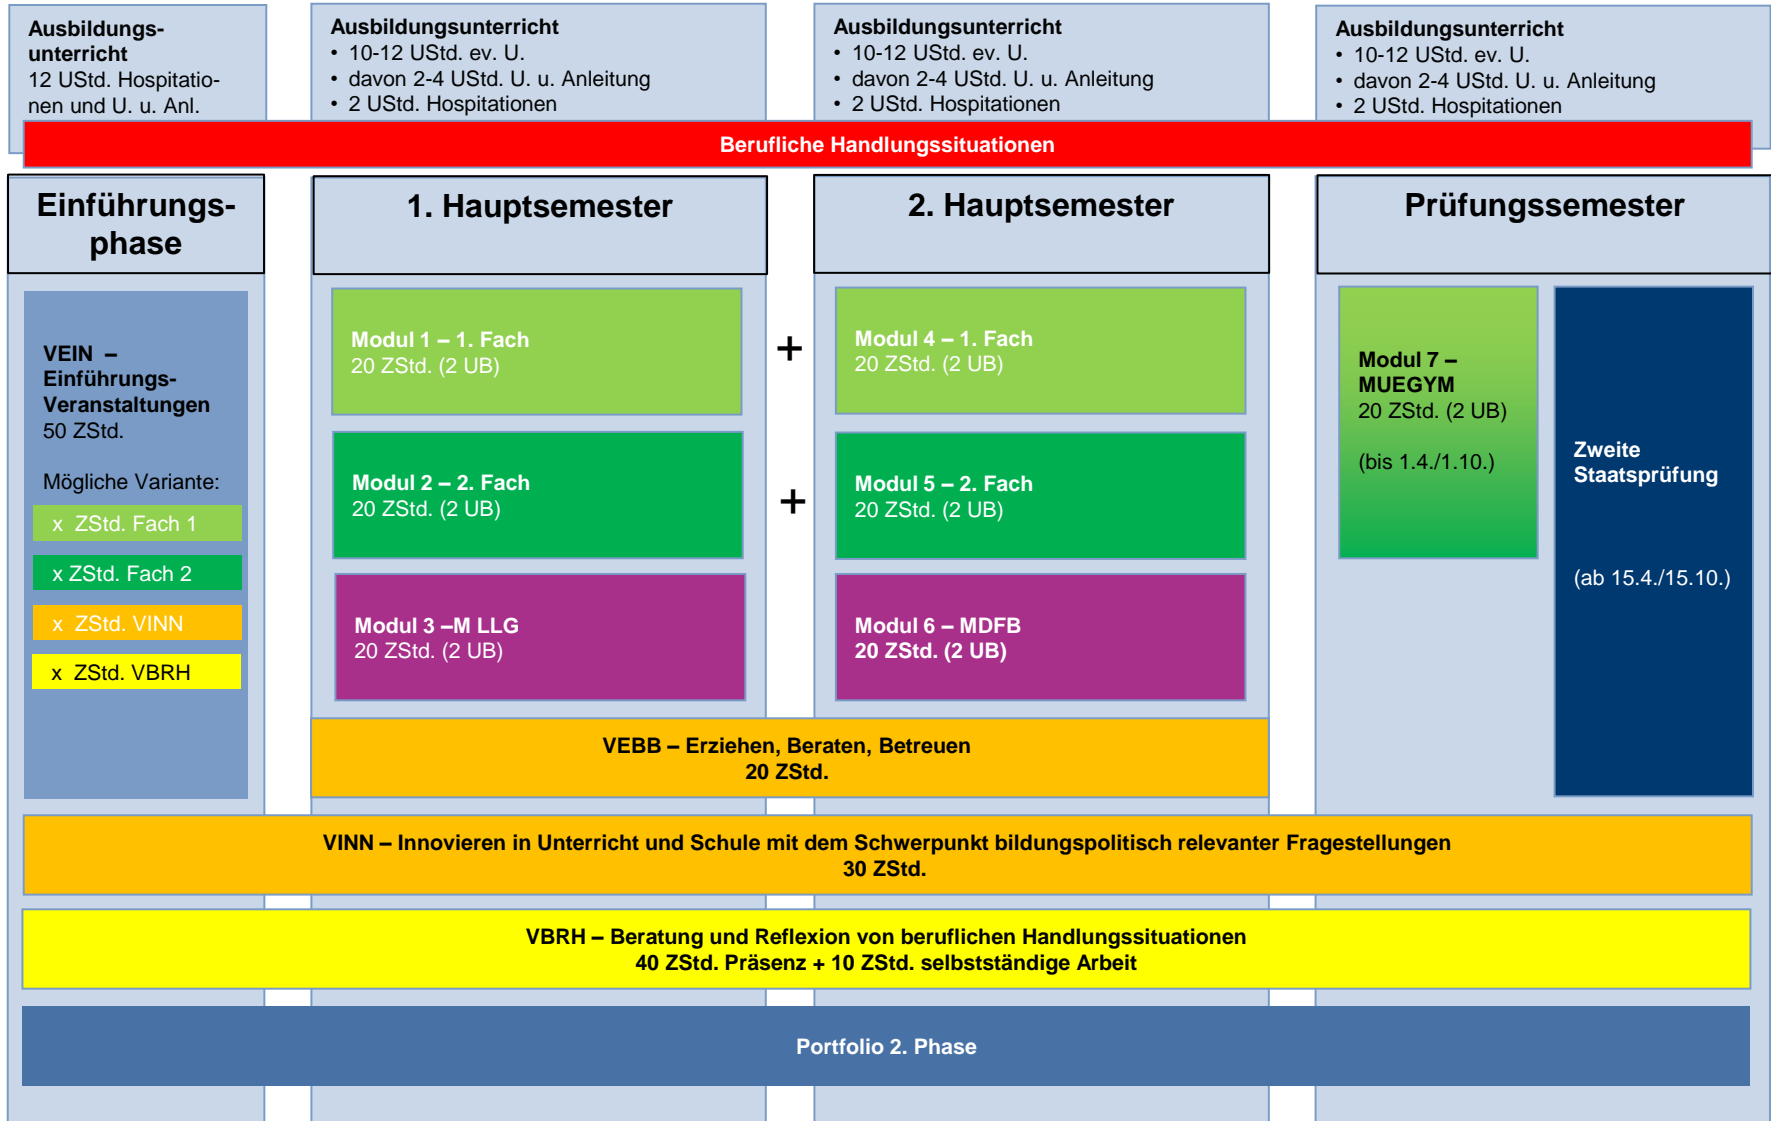 Ausbildungs-
unterricht
12 UStd. Hospitatio-
nen und U. u. Anl.
Ausbildungsunterricht
• 10-12 UStd. ev. U.
• davon 2-4 UStd. U. u. Anleitung
• 2 UStd. Hospitationen
Ausbildungsunterricht
• 10-12 UStd. ev. U.
• davon 2-4 UStd. U. u. Anleitung
• 2 UStd. Hospitationen
Ausbildungsunterricht
• 10-12 UStd. ev. U.
• davon 2-4 UStd. U. u. Anleitung
• 2 UStd. Hospitationen
Berufliche Handlungssituationen
Einführungs-
phase
1. Hauptsemester
2. Hauptsemester
Prüfungssemester
VEIN –
Einführungs-
Veranstaltungen
50 ZStd.
Mögliche Variante:
x ZStd. Fach 1
x ZStd. Fach 2
x ZStd. VINN
x ZStd. VBRH
Modul 1 – 1. Fach
20 ZStd. (2 UB)
+
Modul 4 – 1. Fach
20 ZStd. (2 UB)
Modul 2 – 2. Fach
20 ZStd. (2 UB)
+
Modul 5 – 2. Fach
20 ZStd. (2 UB)
Modul 3 –M LLG
20 ZStd. (2 UB)
Modul 6 – MDFB
20 ZStd. (2 UB)
Modul 7 –
MUEGYM
20 ZStd. (2 UB)
(bis 1.4./1.10.)
Zweite
Staatsprüfung
(ab 15.4./15.10.)
VEBB – Erziehen, Beraten, Betreuen
20 ZStd.
VINN – Innovieren in Unterricht und Schule mit dem Schwerpunkt bildungspolitisch relevanter Fragestellungen
30 ZStd.
VBRH – Beratung und Reflexion von beruflichen Handlungssituationen
40 ZStd. Präsenz + 10 ZStd. selbstständige Arbeit
Portfolio 2. Phase